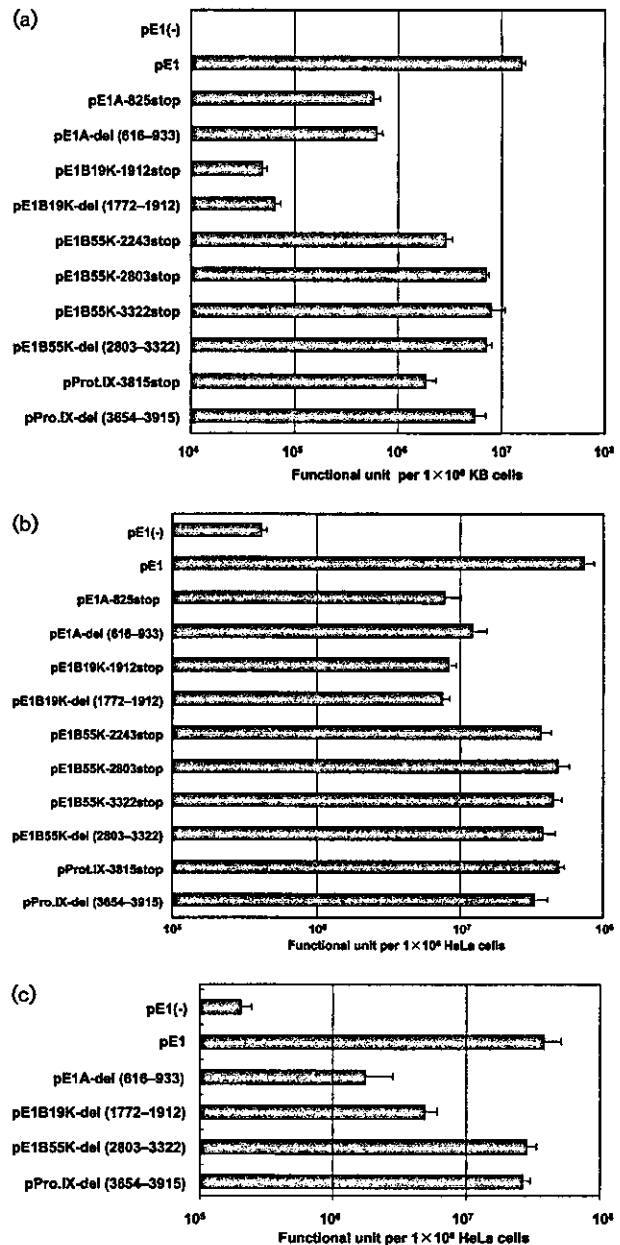 (a)
pE1(-)
pE1
pE1A-825stop
pE1A-del (616–933)
pE1B19K-1912stop
pE1B19K-del (1772–1912)
pE1B55K-2243stop
pE1B55K-2803stop
pE1B55K-3322stop
pE1B55K-del (2803–3322)
pProt.IX-3815stop
pPro.IX-del (3654–3915)
10⁴ 10⁵ 10⁶ 10⁷ 10⁸
Functional unit per 1×10⁶ KB cells
(b)
pE1(-)
pE1
pE1A-825stop
pE1A-del (616–933)
pE1B19K-1912stop
pE1B19K-del (1772–1912)
pE1B55K-2243stop
pE1B55K-2803stop
pE1B55K-3322stop
pE1B55K-del (2803–3322)
pProt.IX-3815stop
pPro.IX-del (3654–3915)
10⁵ 10⁶ 10⁷ 10⁸
Functional unit per 1×10⁶ HeLa cells
(c)
pE1(-)
pE1
pE1A-del (616–933)
pE1B19K-del (1772–1912)
pE1B55K-del (2803–3322)
pPro.IX-del (3654–3915)
10⁵ 10⁶ 10⁷ 10⁸
Functional unit per 1×10⁶ HeLa cells